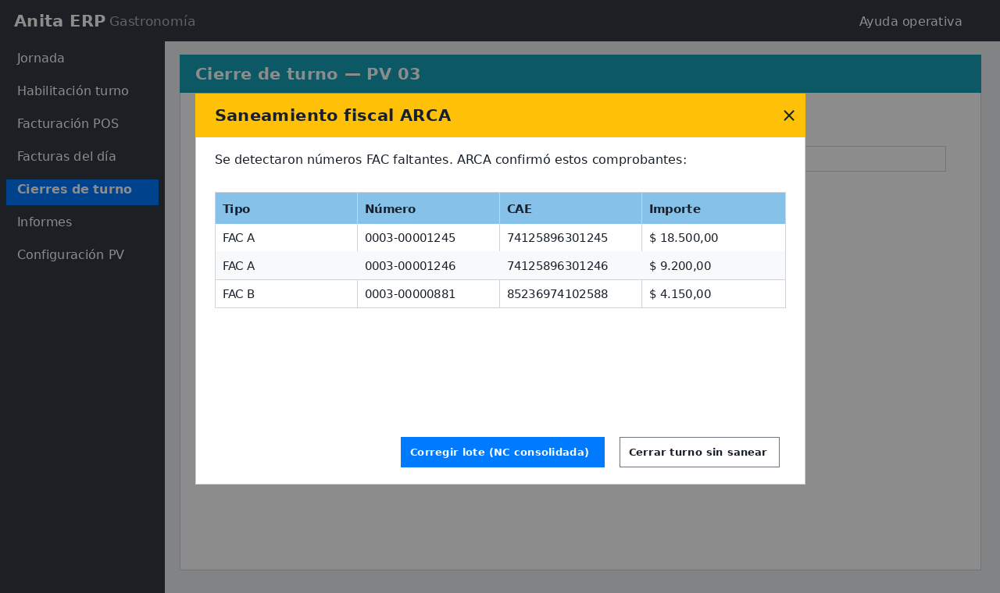 Anita ERP Gastronomía
Ayuda operativa
Jornada
Habilitación turno
Facturación POS
Facturas del día
Cierres de turno
Informes
Configuración PV
Cierre de turno — PV 03
Saneamiento fiscal ARCA ×
Se detectaron números FAC faltantes. ARCA confirmó estos comprobantes:
Tipo Número CAE Importe
FAC A 0003-00001245 74125896301245 $ 18.500,00
FAC A 0003-00001246 74125896301246 $ 9.200,00
FAC B 0003-00000881 85236974102588 $ 4.150,00
Corregir lote (NC consolidada) Cerrar turno sin sanear